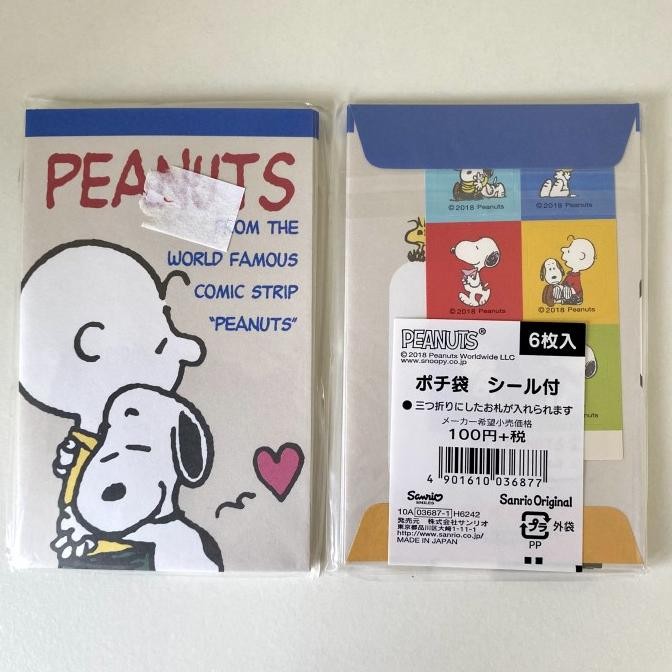 PEANUTS
FROM THE
WORLD FAMOUS
COMIC STRIP
"PEANUTS"
© 2018 Peanuts
© 2018 Peanuts
© 2018 Peanuts
© 2018 Peanuts
PEANUTS®
6枚入
© 2018 Peanuts Worldwide LLC
www.snoopy.co.jp/
ポチ袋 シール付
● 三つ折りにしたお札が入れられます
メーカー希望小売価格
100円+税
4 901610 036877
Sanrio
SMILES
Sanrio Original
10A 03687-1 H6242
発売元 株式会社サンリオ
東京都品川区大崎1-11-1
http://www.sanrio.co.jp/
MADE IN JAPAN
プラ
外袋
PP